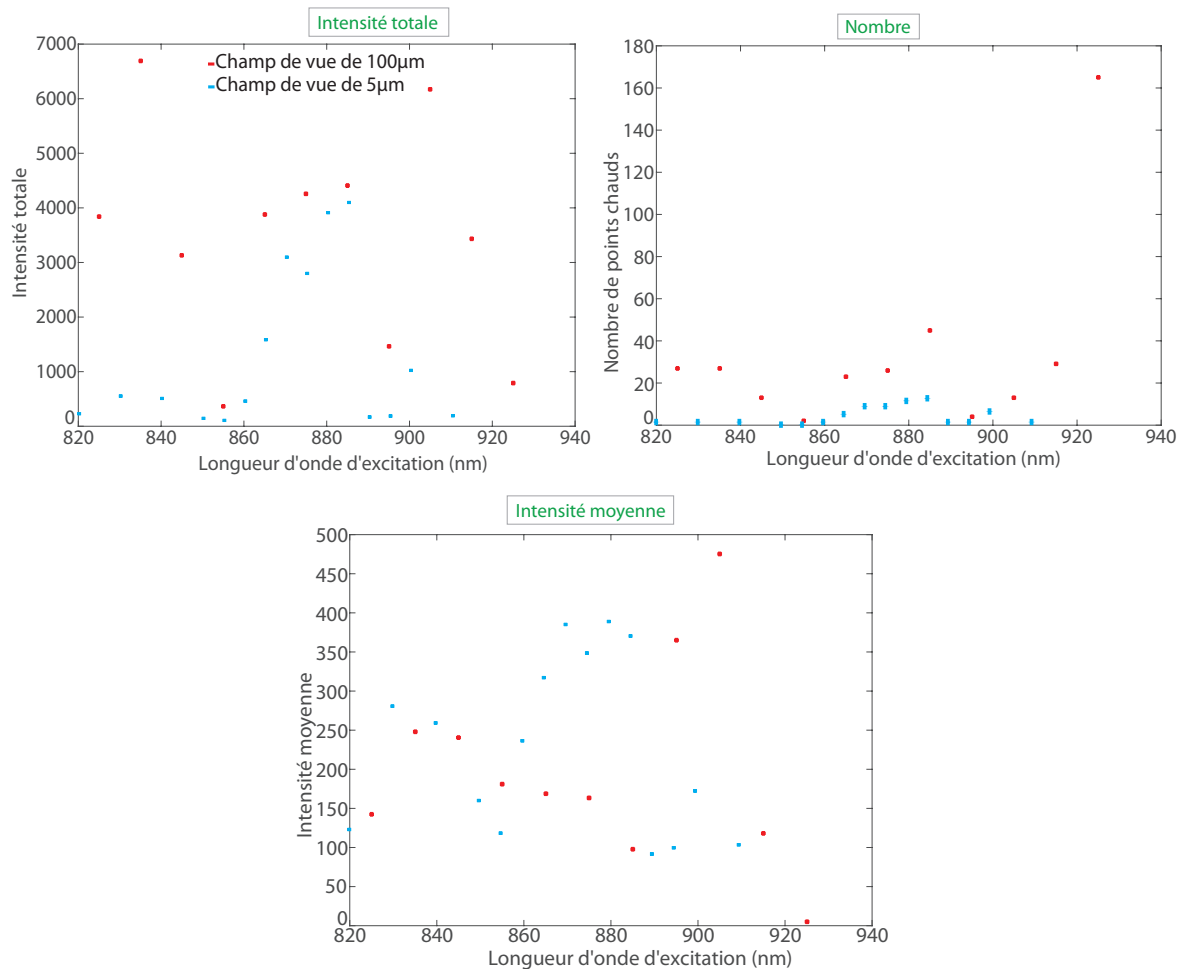 Intensité totale
7000
6000
5000
4000
3000
2000
1000
0
Intensité totale
Champ de vue de 100µm
Champ de vue de 5µm
820 840 860 880 900 920 940
Longueur d'onde d'excitation (nm)
Nombre
180
160
140
120
100
80
60
40
20
0
Nombre de points chauds
820 840 860 880 900 920 940
Longueur d'onde d'excitation (nm)
Intensité moyenne
500
450
400
350
300
250
200
150
100
50
0
Intensité moyenne
820 840 860 880 900 920 940
Longueur d'onde d'excitation (nm)